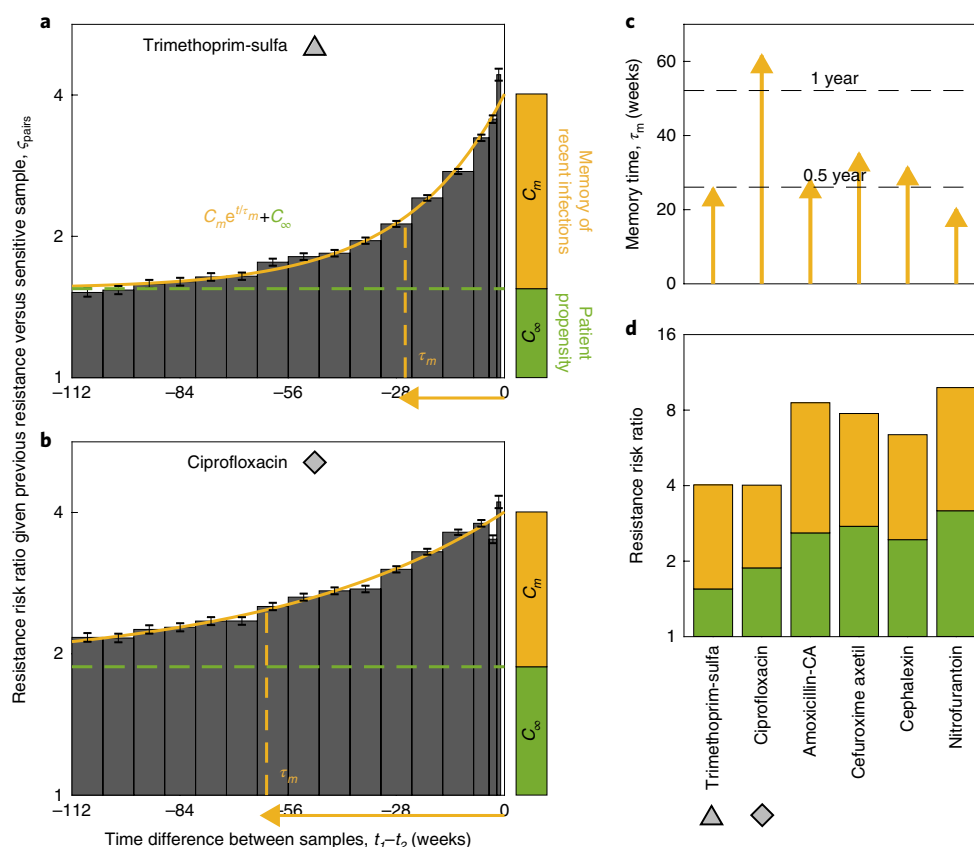 a
Trimethoprim-sulfa
Resistance risk ratio given previous resistance versus sensitive sample, ςpairs
4
2
1
C_m e^{t/τ_m}+C_∞
τ_m
C_m
C_∞
Memory of
recent infections
Patient
propensity
−112
−84
−56
−28
0
b
Ciprofloxacin
4
2
1
τ_m
C_m
C_∞
−112
−84
−56
−28
0
Time difference between samples, t₁–t₂ (weeks)
c
Memory time, τ_m (weeks)
60
40
20
0
1 year
0.5 year
d
Resistance risk ratio
16
8
4
2
1
Trimethoprim-sulfa
Ciprofloxacin
Amoxicillin-CA
Cefuroxime axetil
Cephalexin
Nitrofurantoin